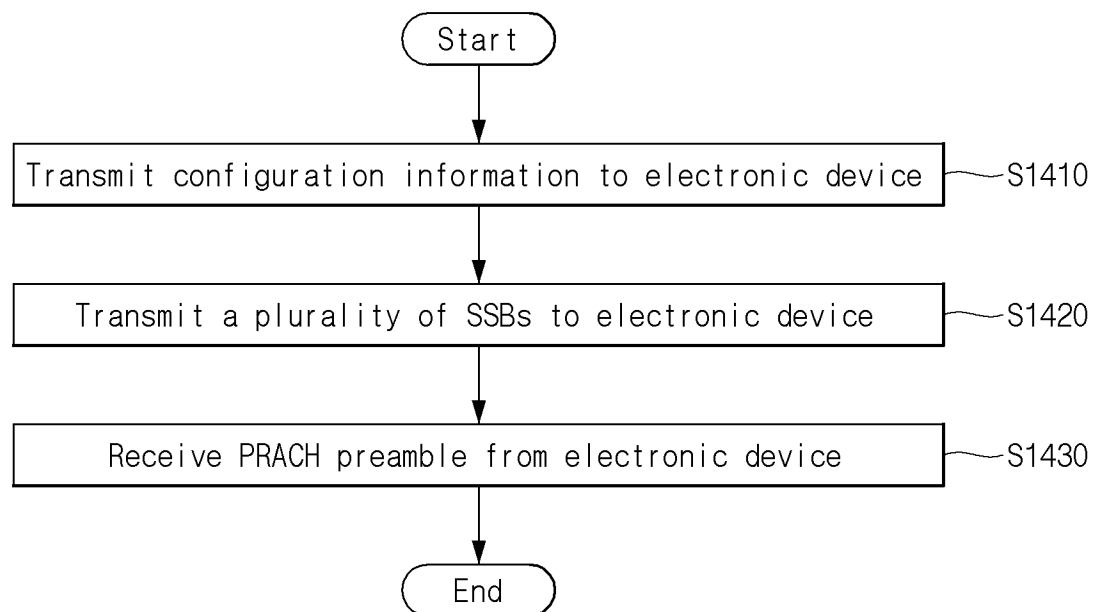 Start
Transmit configuration information to electronic device
S1410
Transmit a plurality of SSBs to electronic device
S1420
Receive PRACH preamble from electronic device
S1430
End